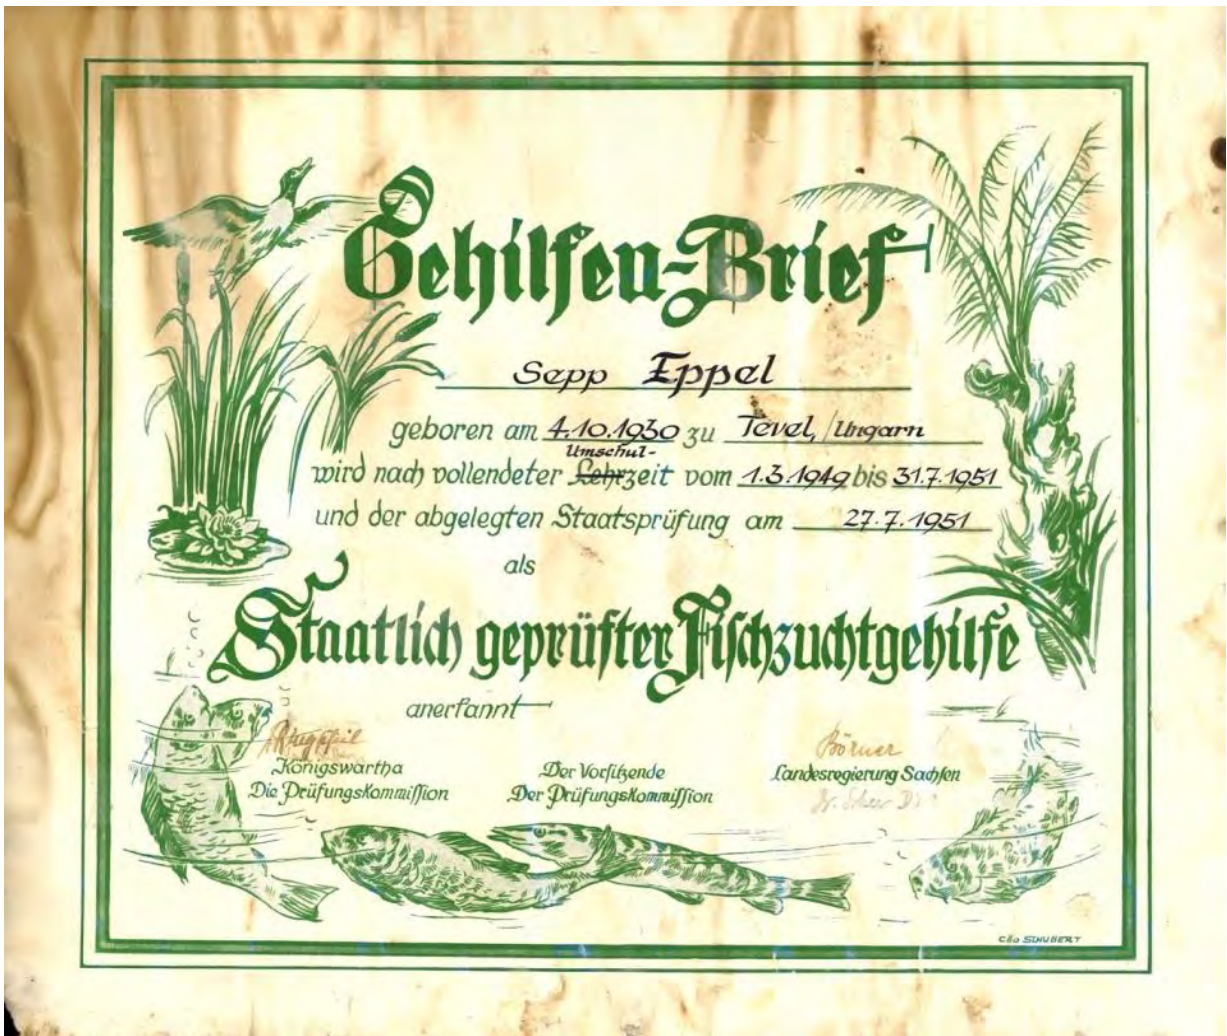 Gehilfen-Brief
Sepp Eppel
geboren am 4.10.1930 zu Tevel, / Ungarn
Umschul-
wird nach vollendeter Lehrzeit vom 1.3.1949 bis 31.7.1951
und der abgelegten Staatsprüfung am 27.7.1951
als
Staatlich geprüfter Fischzuchtgehilfe
anerkannt
Börner
Königswartha
Der Vorsitzende
Landesregierung Sachsen
Die Prüfungskommission
Der Prüfungskommission
SCHUBERT